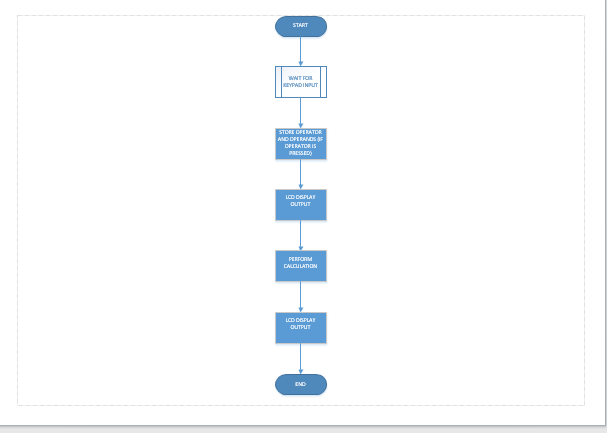 START
WAIT FOR
KEYPAD INPUT
STORE OPERATOR
AND OPERANDS (IF
OPERATOR IS
PRESSED)
LCD DISPLAY
OUTPUT
PERFORM
CALCULATION
LCD DISPLAY
OUTPUT
END